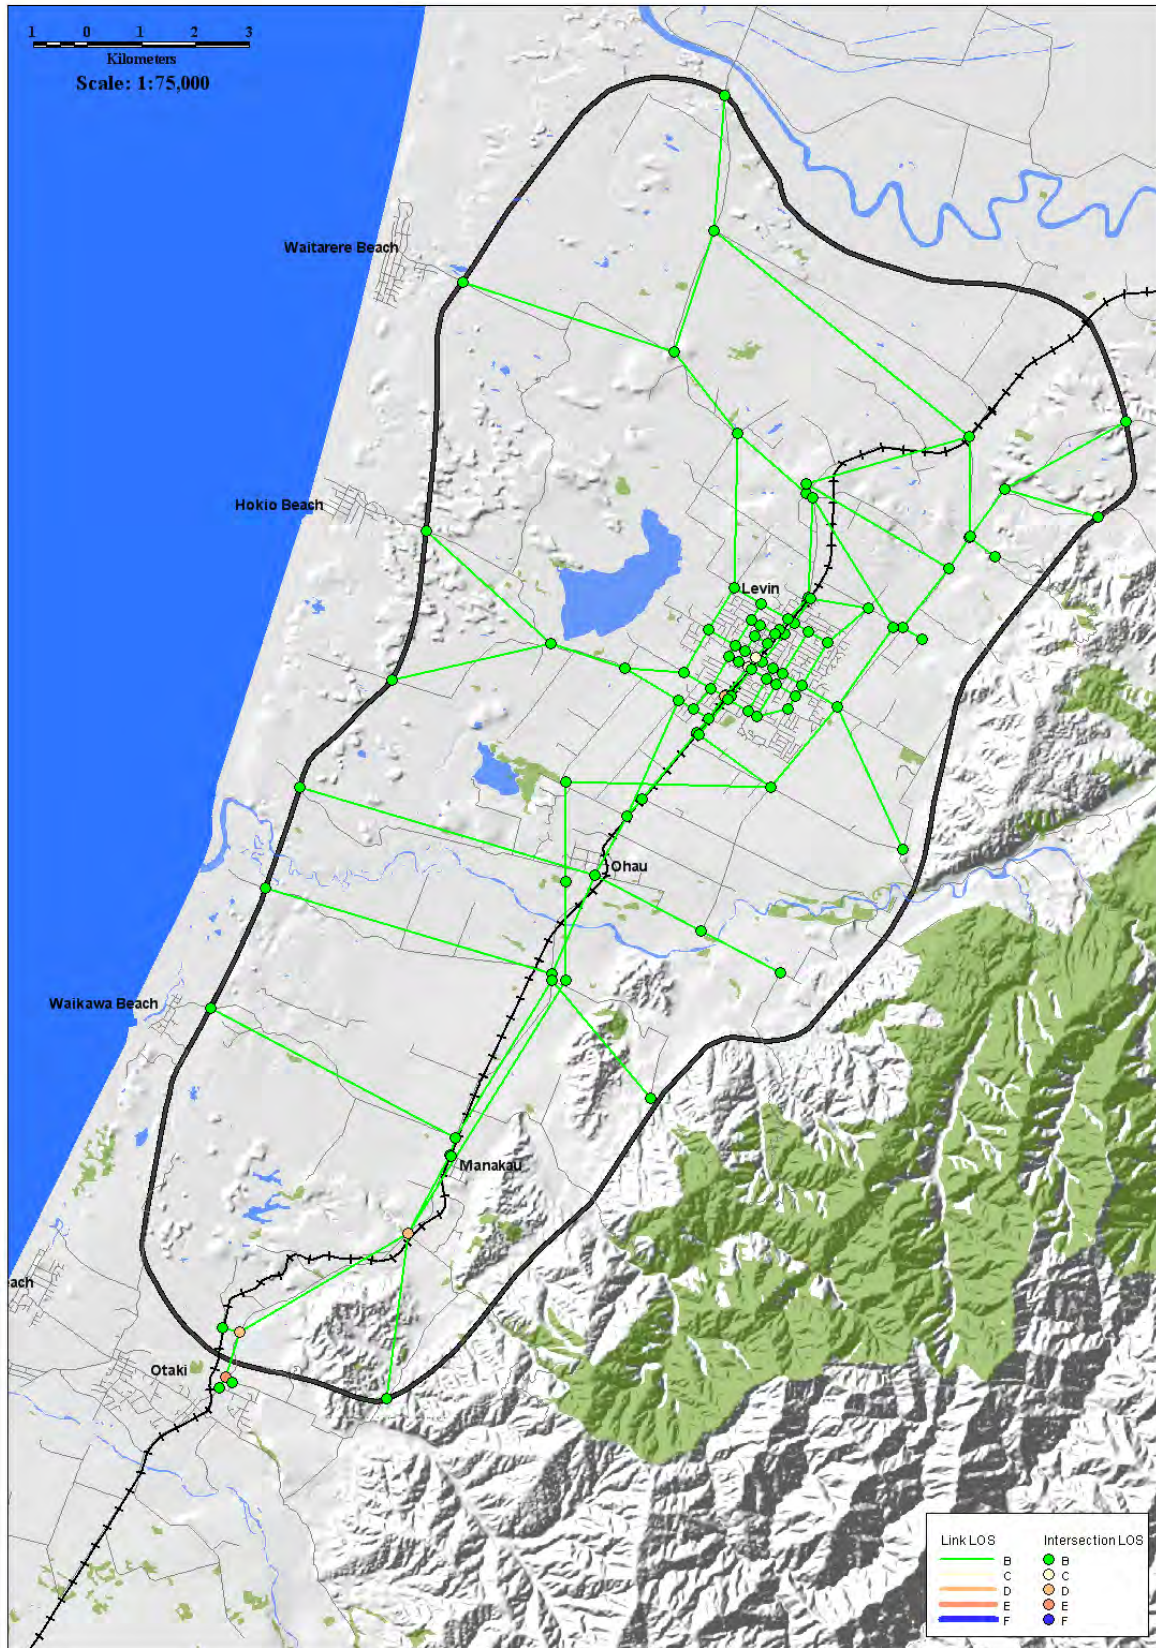 1 0 1 2 3
Kilometers
Scale: 1:75,000
Waitarere Beach
Hokio Beach
Levin
Ohau
Waikawa Beach
Manakau
ach
Otaki
Link LOS Intersection LOS
B B
C C
D D
E E
F F